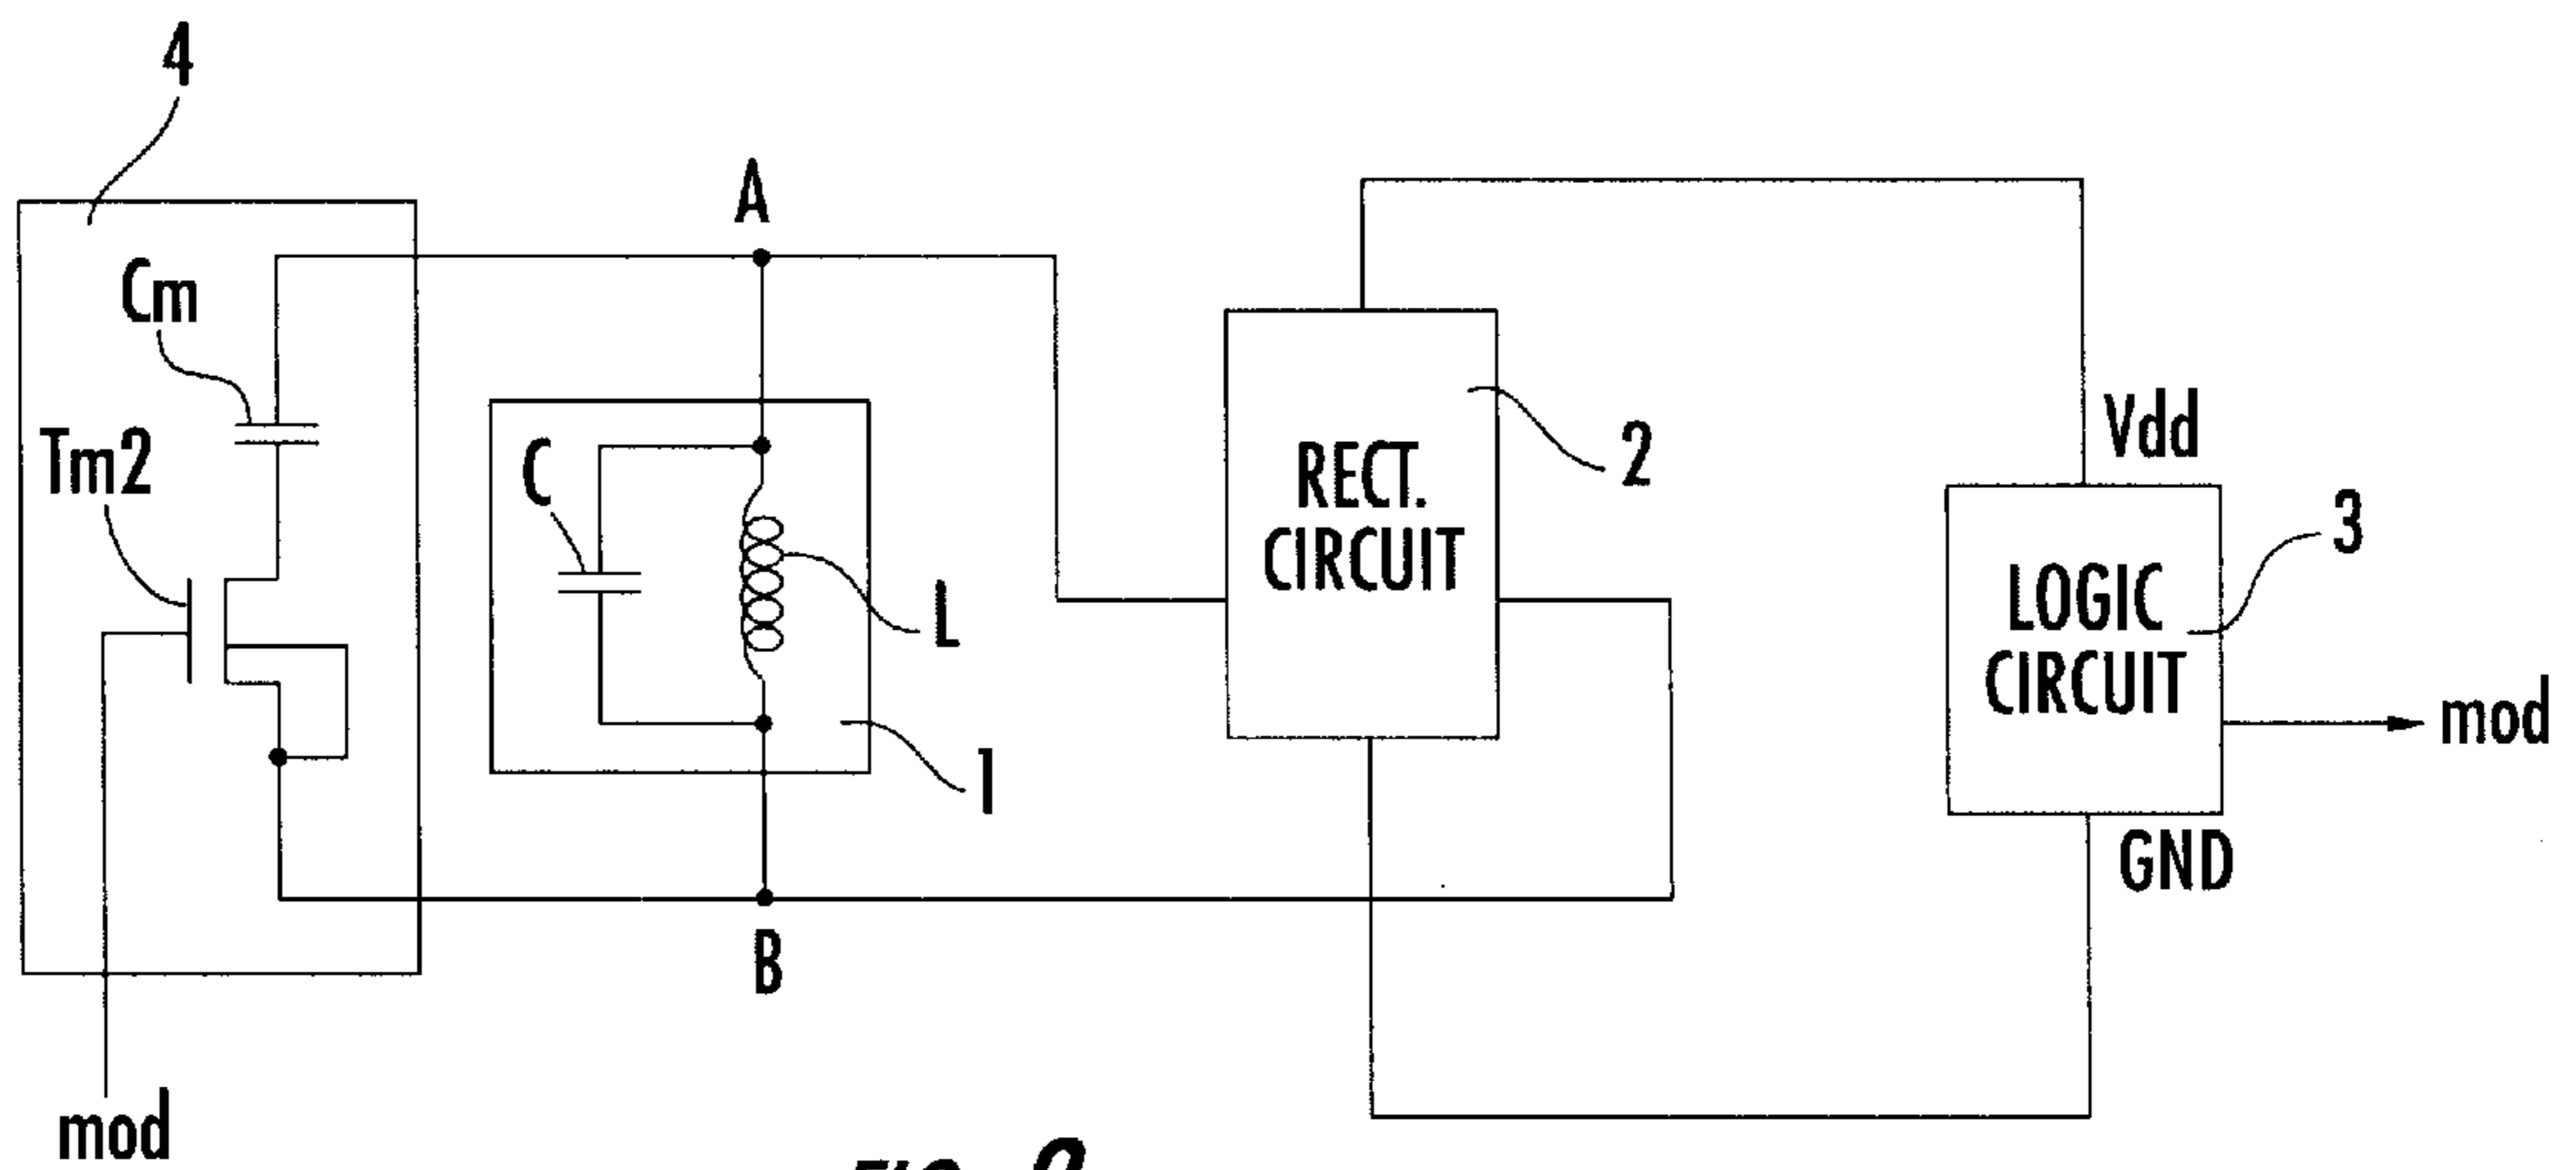 4
A
Cm
Tm2
C
L
1
B
mod
RECT.
CIRCUIT
2
Vdd
LOGIC
CIRCUIT
3
mod
GND